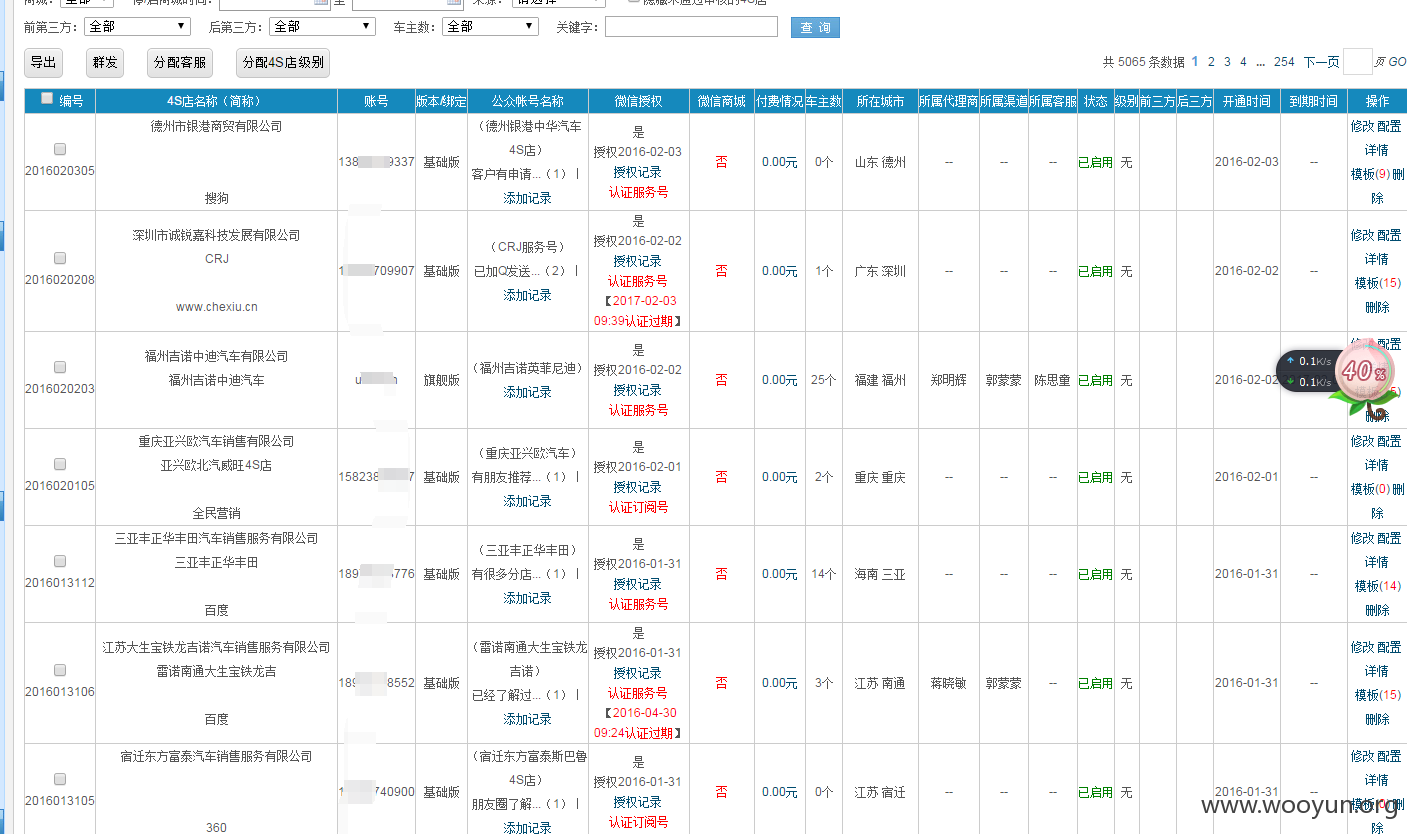 前第三方： 全部 后第三方： 全部 车主数： 全部 关键字： 查 询
导出 群发 分配客服 分配4S店级别 共 5065 条数据 1 2 3 4 ... 254 下一页 页 GO
编号 4S店名称（简称） 账号 版本/绑定 公众帐号名称 微信授权 微信商城 付费情况 车主数 所在城市 所属代理商 所属渠道 所属客服 状态 级别 前三方 后三方 开通时间 到期时间 操作
德州市银港商贸有限公司 （德州银港中华汽车 是 修改 配置
4S店） 授权2016-02-03 详情
2016020305 138 9337 基础版 客户有申请...（1）丨 授权记录 否 0.00元 0个 山东 德州 -- -- -- 已启用 无 2016-02-03 -- 模板(9) 删
搜狗 添加记录 认证服务号 除
深圳市诚锐嘉科技发展有限公司 是 修改 配置
CRJ （CRJ服务号） 授权2016-02-02 详情
2016020208 1 709907 基础版 已加Q发送...（2）丨 授权记录 否 0.00元 1个 广东 深圳 -- -- -- 已启用 无 2016-02-02 -- 模板(15)
www.chexiu.cn 添加记录 认证服务号 删除
【2017-02-03
09:39认证过期】
福州吉诺中迪汽车有限公司 （福州吉诺英菲尼迪） 是 配置
福州吉诺中迪汽车 授权2016-02-02
2016020203 u n 旗舰版 添加记录 授权记录 否 0.00元 25个 福建 福州 郑明辉 郭蒙蒙 陈思童 已启用 无 2016-02-02
认证服务号 删除
0.1K/s
0.1K/s
40%
重庆亚兴欧汽车销售有限公司 （重庆亚兴欧汽车） 是 修改 配置
亚兴欧北汽威旺4S店 授权2016-02-01 详情
2016020105 158238 7 基础版 有朋友推荐...（1）丨 授权记录 否 0.00元 2个 重庆 重庆 -- -- -- 已启用 无 2016-02-01 -- 模板(0) 删
全民营销 添加记录 认证订阅号 除
三亚丰正华丰田汽车销售服务有限公司 （三亚丰正华丰田） 是 修改 配置
三亚丰正华丰田 授权2016-01-31 详情
2016013112 189 776 基础版 有很多分店...（1）丨 授权记录 否 0.00元 14个 海南 三亚 -- -- -- 已启用 无 2016-01-31 -- 模板(14)
百度 添加记录 认证服务号 删除
江苏大生宝铁龙吉诺汽车销售服务有限公司 （雷诺南通大生宝铁龙 是 修改 配置
雷诺南通大生宝铁龙吉 吉诺） 授权2016-01-31 详情
2016013106 189 8552 基础版 已经了解过...（1）丨 授权记录 否 0.00元 3个 江苏 南通 蒋晓敏 郭蒙蒙 -- 已启用 无 2016-01-31 -- 模板(15)
百度 添加记录 认证服务号 删除
【2016-04-30
09:24认证过期】
宿迁东方富泰汽车销售服务有限公司 （宿迁东方富泰斯巴鲁 是 修改 配置
4S店） 授权2016-01-31 详情
2016013105 1 740900 基础版 朋友圈了解...（1）丨 授权记录 否 0.00元 0个 江苏 宿迁 -- -- -- 已启用 无 2016-01-31 -- 模板
360 添加记录 认证订阅号 除
www.wooyun.org